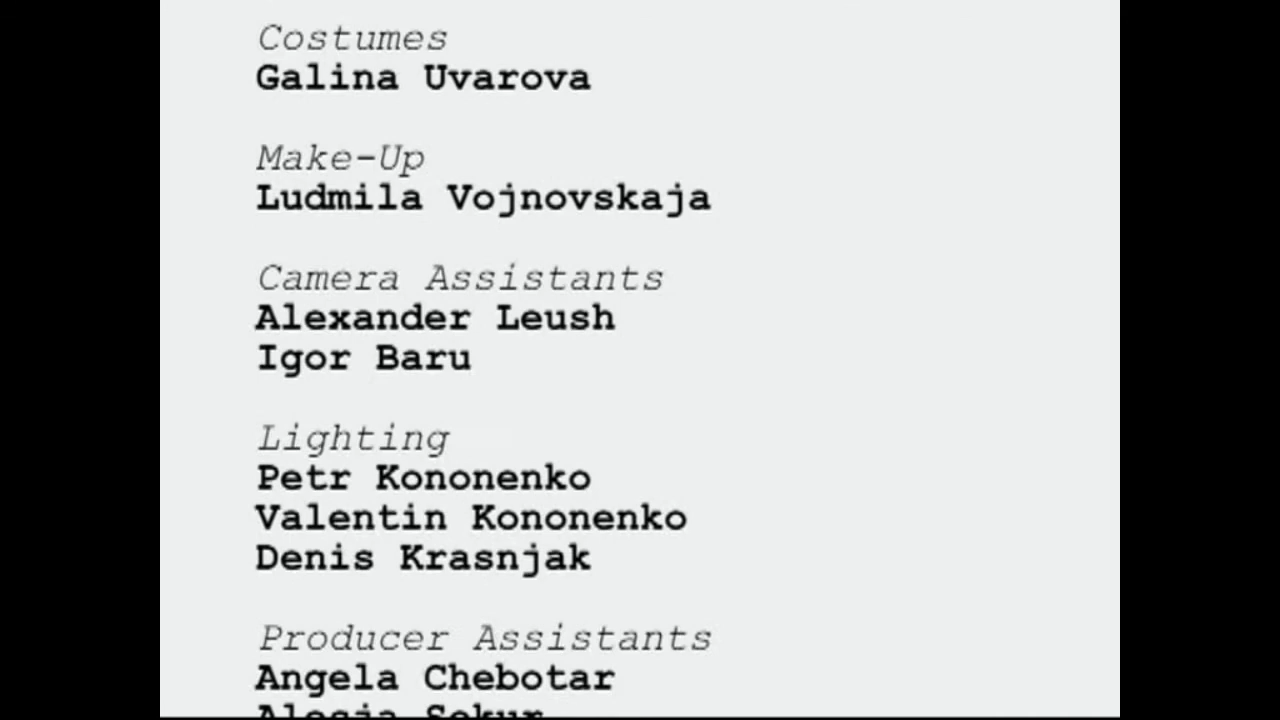 Costumes
Galina Uvarova
Make-Up
Ludmila Vojnovskaja
Camera Assistants
Alexander Leush
Igor Baru
Lighting
Petr Kononenko
Valentin Kononenko
Denis Krasnjak
Producer Assistants
Angela Chebotar